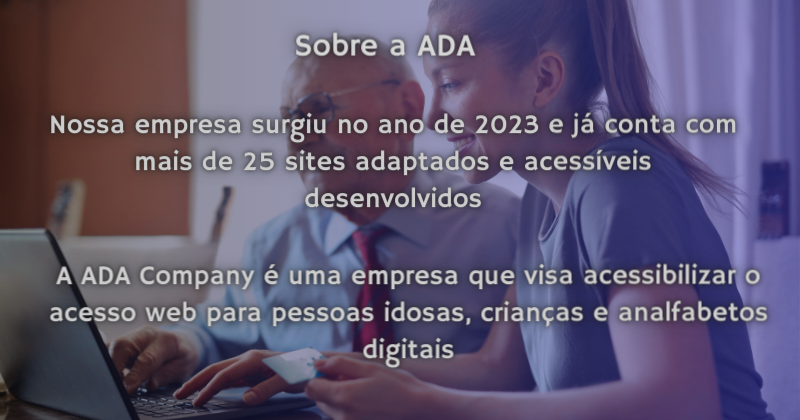 Sobre a ADA
Nossa empresa surgiu no ano de 2023 e já conta com
mais de 25 sites adaptados e acessíveis
desenvolvidos
A ADA Company é uma empresa que visa acessibilizar o
acesso web para pessoas idosas, crianças e analfabetos
digitais